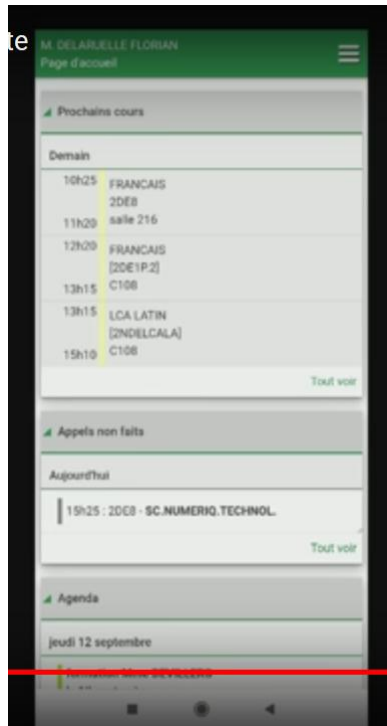 te
M. DELARUELLE FLORIAN
Page d'accueil
Prochains cours
Demain
10h25
FRANCAIS
2DE8
11h20
salle 216
12h20
FRANCAIS
[2DE1P.2]
13h15
C108
13h15
LCA LATIN
[2NDELCALA]
15h10
C108
Tout voir
Appels non faits
Aujourd'hui
15h25 : 2DE8 - SC.NUMERIQ.TECHNOL.
Tout voir
Agenda
jeudi 12 septembre